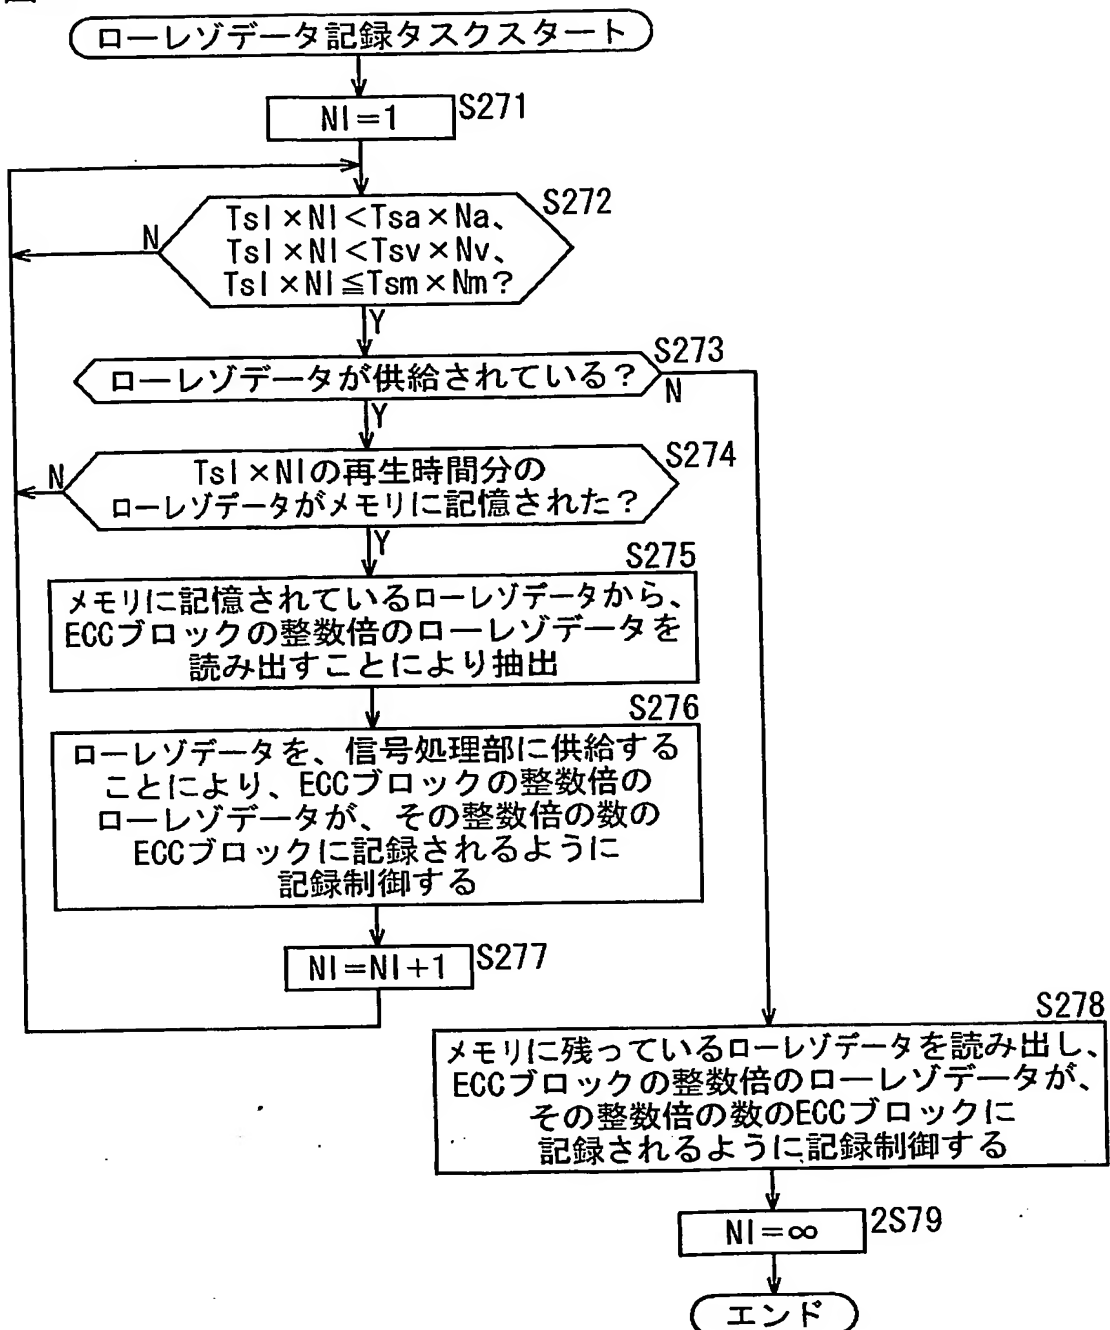 ローレゾデータ記録タスクスタート
Nl=1
S271
S272
Tsl×Nl<Tsa×Na、
Tsl×Nl<Tsv×Nv、
Tsl×Nl≦Tsm×Nm?
N
Y
S273
ローレゾデータが供給されている?
N
Y
S274
Tsl×Nlの再生時間分の
ローレゾデータがメモリに記憶された?
N
Y
S275
メモリに記憶されているローレゾデータから、
ECCブロックの整数倍のローレゾデータを
読み出すことにより抽出
S276
ローレゾデータを、信号処理部に供給する
ことにより、ECCブロックの整数倍の
ローレゾデータが、その整数倍の数の
ECCブロックに記録されるように
記録制御する
Nl=Nl+1
S277
S278
メモリに残っているローレゾデータを読み出し、
ECCブロックの整数倍のローレゾデータが、
その整数倍の数のECCブロックに
記録されるように記録制御する
Nl=∞
2S79
エンド